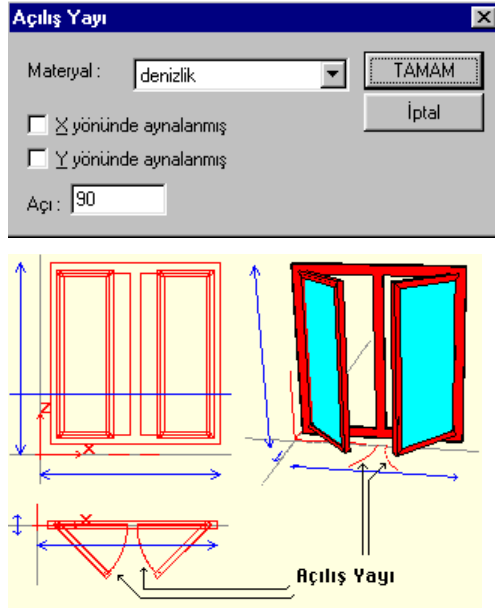 Açılış Yayı
Materyal : denizlik TAMAM
İptal
X yönünde aynalanmış
Y yönünde aynalanmış
Açı : 90
Z
X
X
Açılış Yayı